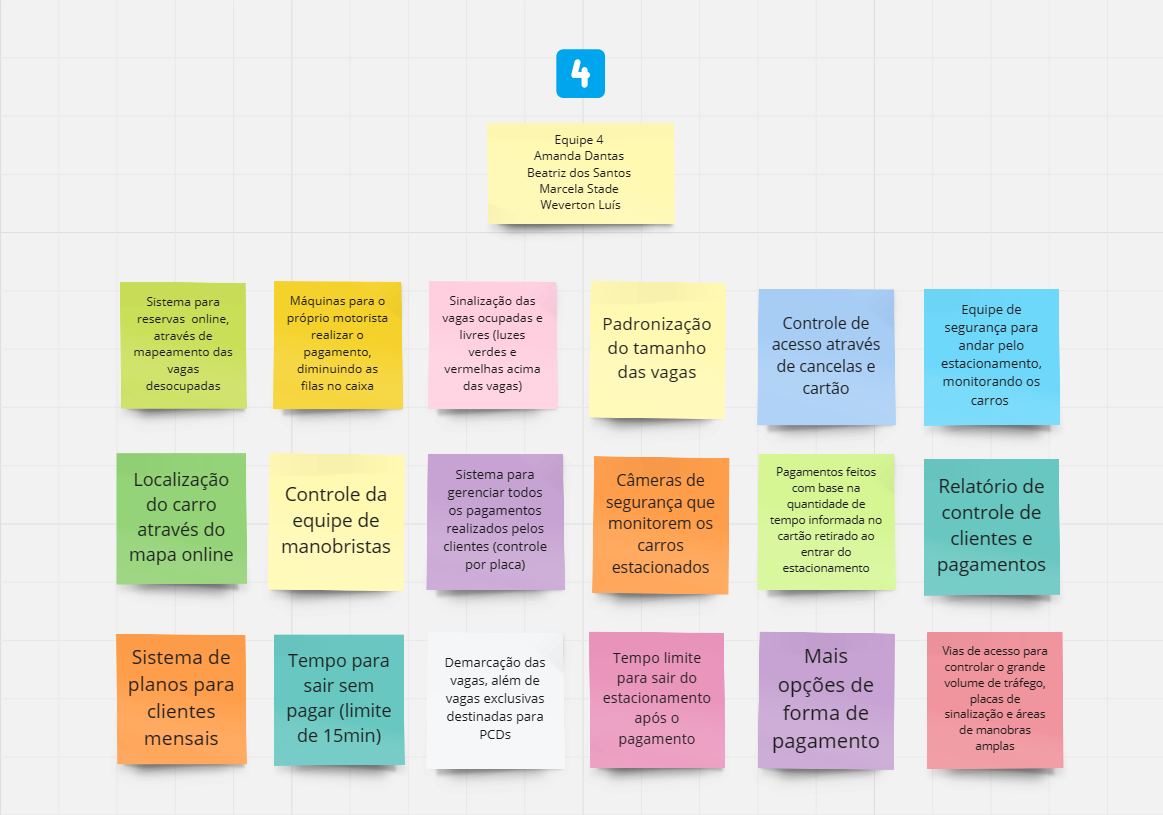 4
Equipe 4
Amanda Dantas
Beatriz dos Santos
Marcela Stade
Weverton Luís
Sistema para
reservas online,
através de
mapeamento das
vagas
desocupadas
Máquinas para o
próprio motorista
realizar o
pagamento,
diminuindo as
filas no caixa
Sinalização das
vagas ocupadas e
livres (luzes
verdes e
vermelhas acima
das vagas)
Padronização
do tamanho
das vagas
Controle de
acesso através
de cancelas e
cartão
Equipe de
segurança para
andar pelo
estacionamento,
monitorando os
carros
Localização
do carro
através do
mapa online
Controle da
equipe de
manobristas
Sistema para
gerenciar todos
os pagamentos
realizados pelos
clientes (controle
por placa)
Câmeras de
segurança que
monitorem os
carros
estacionados
Pagamentos feitos
com base na
quantidade de
tempo informada no
cartão retirado ao
entrar do
estacionamento
Relatório de
controle de
clientes e
pagamentos
Sistema de
planos para
clientes
mensais
Tempo para
sair sem
pagar (limite
de 15min)
Demarcação das
vagas, além de
vagas exclusivas
destinadas para
PCDs
Tempo limite
para sair do
estacionamento
após o
pagamento
Mais
opções de
forma de
pagamento
Vias de acesso para
controlar o grande
volume de tráfego,
placas de
sinalização e áreas
de manobras
amplas